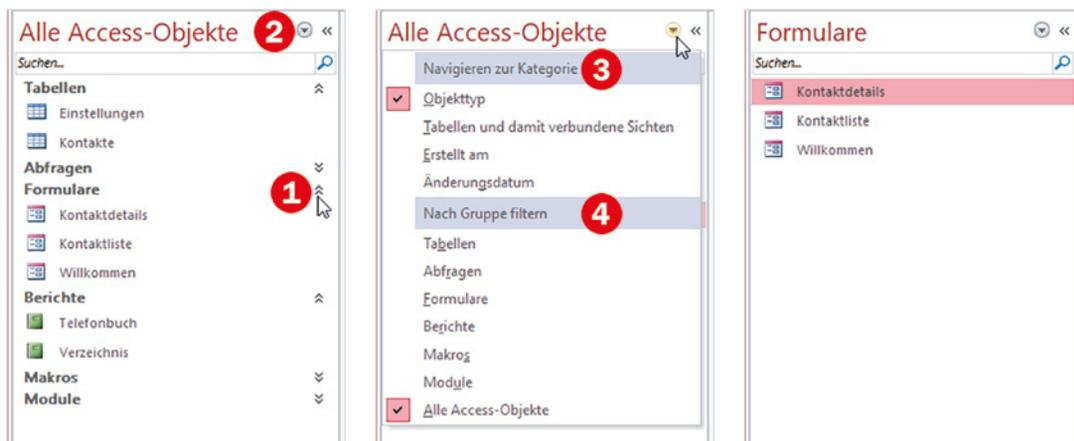 Alle Access-Objekte 2
Suchen...
Tabellen
Einstellungen
Kontakte
Abfragen
Formulare
1
Kontaktdetails
Kontaktliste
Willkommen
Berichte
Telefonbuch
Verzeichnis
Makros
Module
Alle Access-Objekte
Navigieren zur Kategorie 3
Objekttyp
Tabellen und damit verbundene Sichten
Erstellt am
Änderungsdatum
Nach Gruppe filtern 4
Tabellen
Abfragen
Formulare
Berichte
Makros
Module
Alle Access-Objekte
Formulare
Suchen...
Kontaktdetails
Kontaktliste
Willkommen